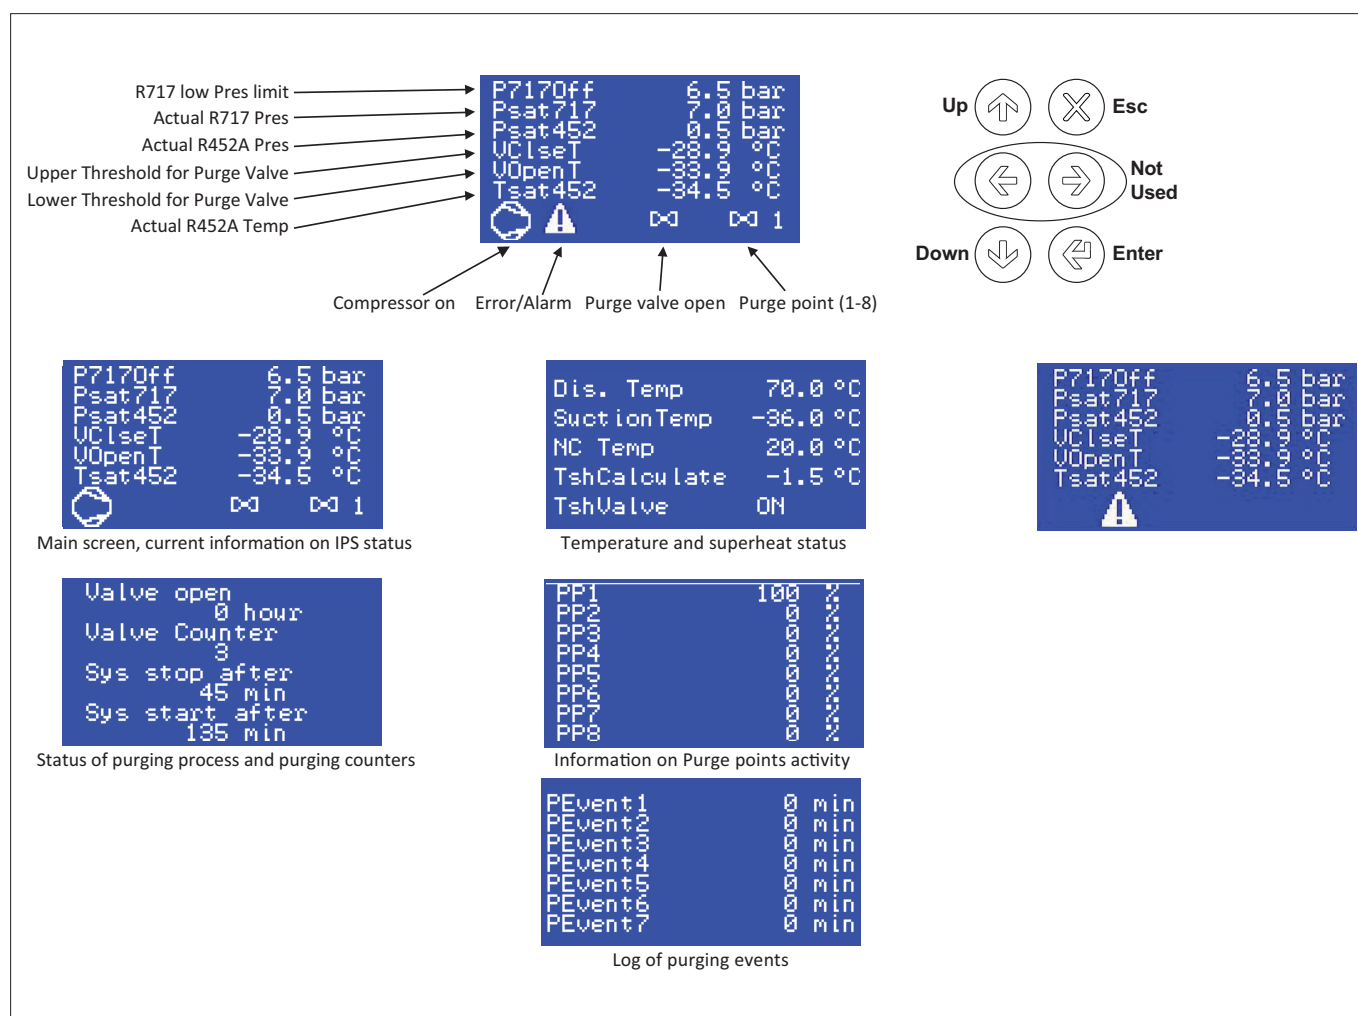 R717 low Pres limit
Actual R717 Pres
Actual R452A Pres
Upper Threshold for Purge Valve
Lower Threshold for Purge Valve
Actual R452A Temp
P717Off 6.5 bar
Psat717 7.0 bar
Psat452 0.5 bar
VClseT -28.9 °C
VOpenT -33.9 °C
Tsat452 -34.5 °C
1
Compressor on Error/Alarm Purge valve open Purge point (1-8)
Up Esc
Not
Used
Down Enter
P717Off 6.5 bar
Psat717 7.0 bar
Psat452 0.5 bar
VClseT -28.9 °C
VOpenT -33.9 °C
Tsat452 -34.5 °C
1
Main screen, current information on IPS status
Dis. Temp 70.0 °C
SuctionTemp -36.0 °C
NC Temp 20.0 °C
TshCalculate -1.5 °C
TshValve ON
Temperature and superheat status
P717Off 6.5 bar
Psat717 7.0 bar
Psat452 0.5 bar
VClseT -28.9 °C
VOpenT -33.9 °C
Tsat452 -34.5 °C
Valve open
0 hour
Valve Counter
3
Sys stop after
45 min
Sys start after
135 min
Status of purging process and purging counters
PP1 100 %
PP2 0 %
PP3 0 %
PP4 0 %
PP5 0 %
PP6 0 %
PP7 0 %
PP8 0 %
Information on Purge points activity
PEvent1 0 min
PEvent2 0 min
PEvent3 0 min
PEvent4 0 min
PEvent5 0 min
PEvent6 0 min
PEvent7 0 min
Log of purging events